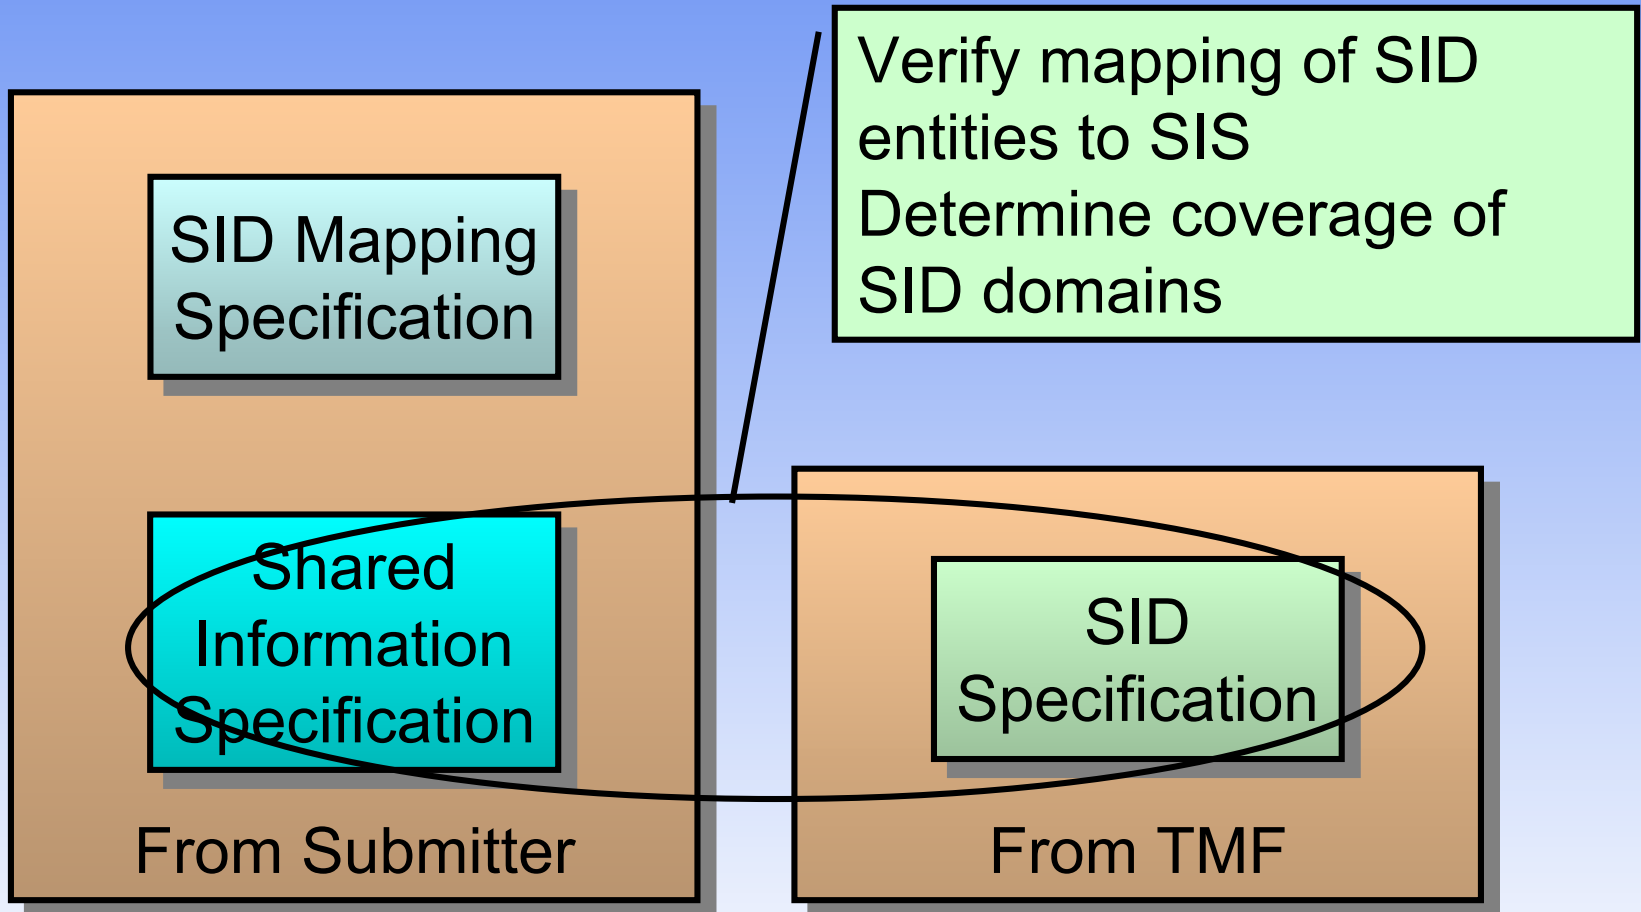 Verify mapping of SID
entities to SIS
Determine coverage of
SID domains
SID Mapping
Specification
Shared
Information
Specification
From Submitter
SID
Specification
From TMF